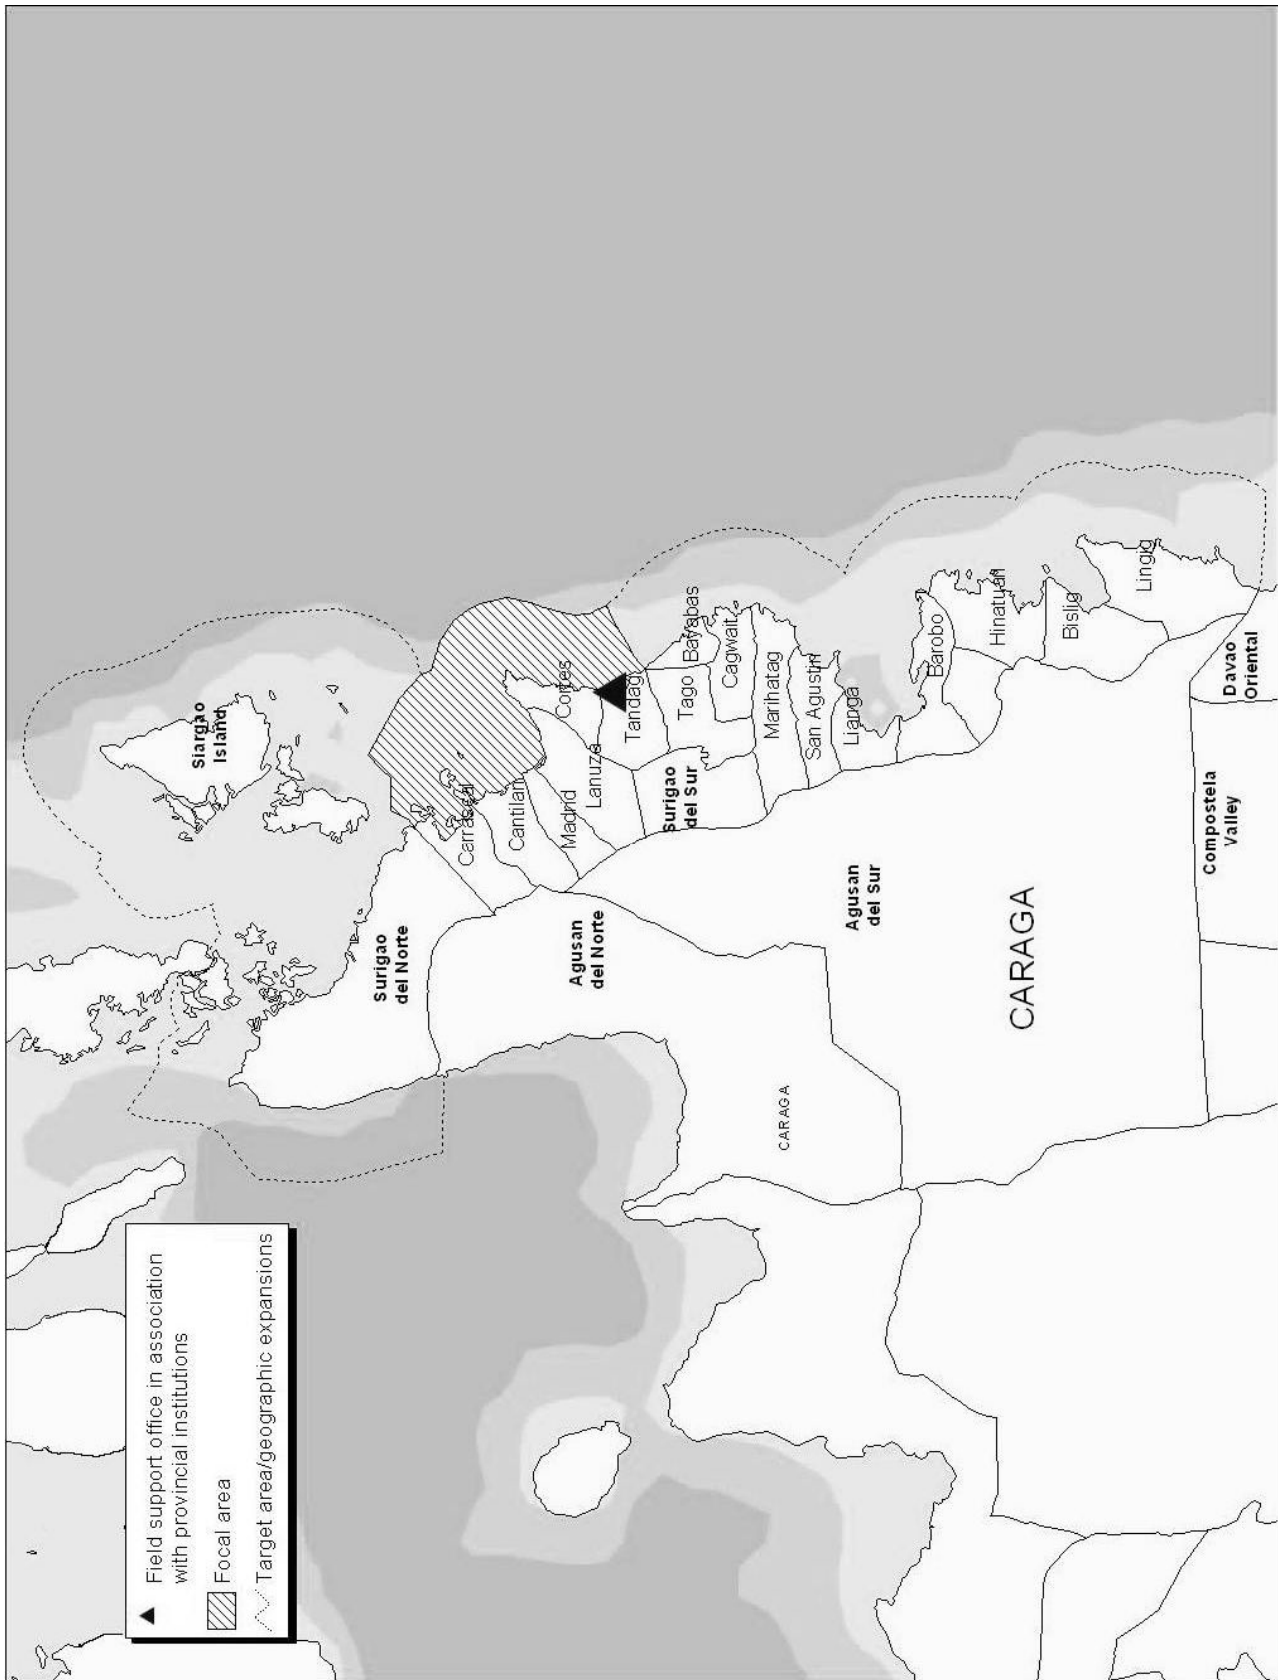 Field support office in association
with provincial institutions
Focal area
Target area/geographic expansions
Siargao
Island
Surigao
del Norte
Carrascal
Cantilan
Madrid
Lanuza
Cortes
Tandag
Agusan
del Norte
Surigao
del Sur
Tago
Bayabas
Cagwait
Marihatag
San Agustin
Lianga
CARAGA
Agusan
del Sur
Barobo
Hinatuan
Bislig
Lingig
CARAGA
Compostela
Valley
Davao
Oriental